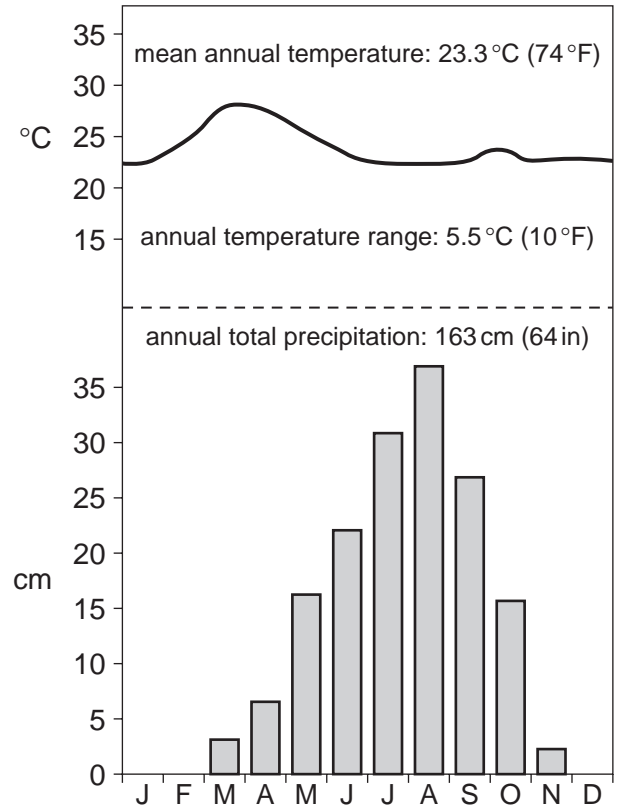 35
mean annual temperature: 23.3 °C (74 °F)
30
°C
25
20
15
annual temperature range: 5.5 °C (10 °F)
annual total precipitation: 163 cm (64 in)
35
30
25
20
cm
15
10
5
0
J F M A M J J A S O N D